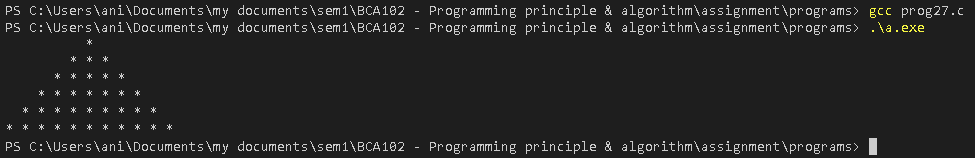 PS C:\Users\ani\Documents\my documents\sem1\BCA102 - Programming principle & algorithm\assignment\programs> gcc prog27.c
PS C:\Users\ani\Documents\my documents\sem1\BCA102 - Programming principle & algorithm\assignment\programs> .\a.exe
          *
        * * *
      * * * * *
    * * * * * * *
  * * * * * * * * *
* * * * * * * * * * *
PS C:\Users\ani\Documents\my documents\sem1\BCA102 - Programming principle & algorithm\assignment\programs>